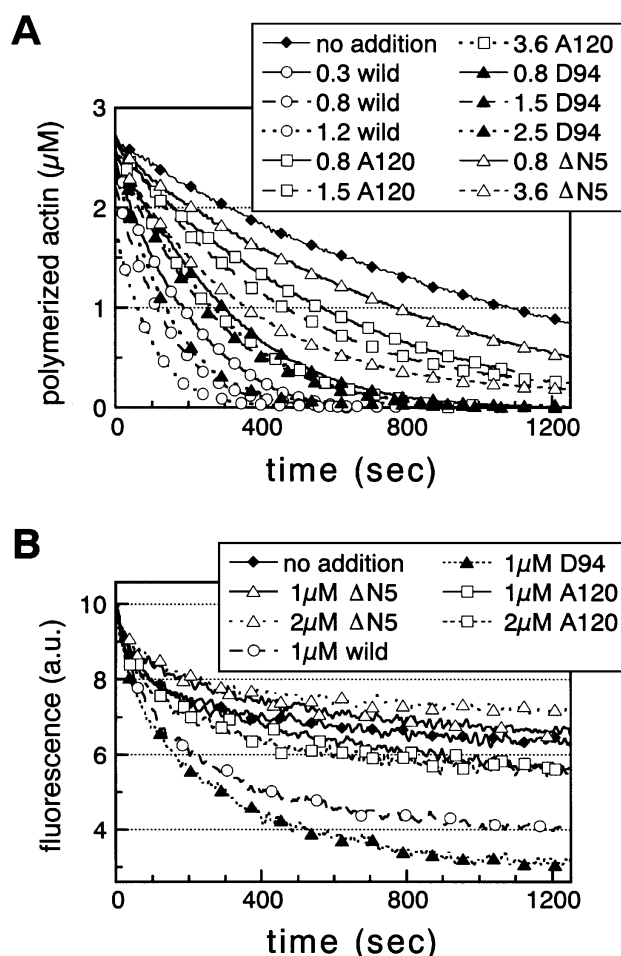 A
no addition 3.6 A120
0.3 wild 0.8 D94
0.8 wild 1.5 D94
1.2 wild 2.5 D94
0.8 A120 0.8 ΔN5
1.5 A120 3.6 ΔN5
3
2
1
0
polymerized actin (µM)
0 400 800 1200
time (sec)
B
no addition 1µM D94
1µM ΔN5 1µM A120
2µM ΔN5 2µM A120
1µM wild
10
8
6
4
fluorescence (a.u.)
0 400 800 1200
time (sec)